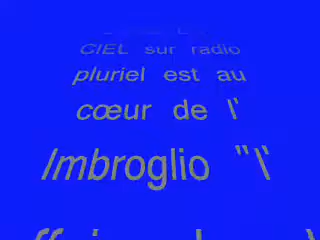 CIEL sur radio
pluriel est au
cœur de l'
Imbroglio "l'